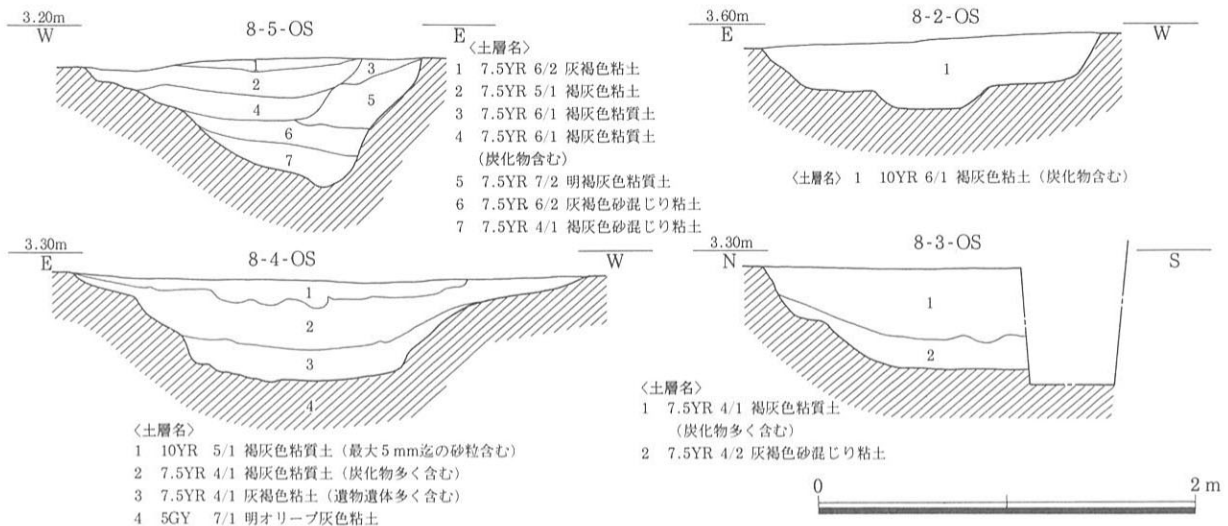 3.20m
W
8-5-OS
E
1
2
3
4
5
6
7
〈土層名〉
1 7.5YR 6/2 灰褐色粘土
2 7.5YR 5/1 褐灰色粘土
3 7.5YR 6/1 褐灰色粘質土
4 7.5YR 6/1 褐灰色粘質土
(炭化物含む)
5 7.5YR 7/2 明褐灰色粘質土
6 7.5YR 6/2 灰褐色砂混じり粘土
7 7.5YR 4/1 褐灰色砂混じり粘土
3.60m
E
8-2-OS
W
1
〈土層名〉 1 10YR 6/1 褐灰色粘土(炭化物含む)
3.30m
E
8-4-OS
W
1
2
3
4
〈土層名〉
1 10YR 5/1 褐灰色粘質土(最大5mm迄の砂粒含む)
2 7.5YR 4/1 褐灰色粘質土(炭化物多く含む)
3 7.5YR 4/1 灰褐色粘土(遺物遺体多く含む)
4 5GY 7/1 明オリーブ灰色粘土
3.30m
N
8-3-OS
S
1
2
〈土層名〉
1 7.5YR 4/1 褐灰色粘質土
(炭化物多く含む)
2 7.5YR 4/2 灰褐色砂混じり粘土
0 2 m